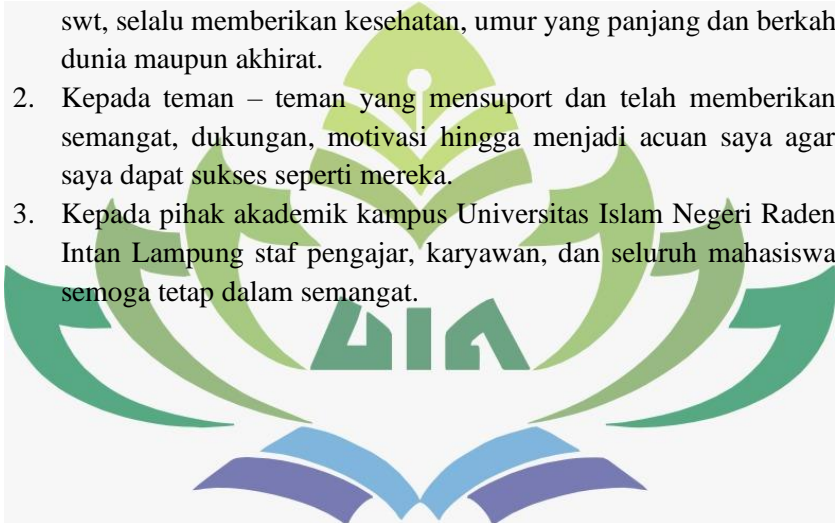 swt, selalu memberikan kesehatan, umur yang panjang dan berkah
dunia maupun akhirat.
2. Kepada teman – teman yang mensuport dan telah memberikan
semangat, dukungan, motivasi hingga menjadi acuan saya agar
saya dapat sukses seperti mereka.
3. Kepada pihak akademik kampus Universitas Islam Negeri Raden
Intan Lampung staf pengajar, karyawan, dan seluruh mahasiswa
semoga tetap dalam semangat.
UIN